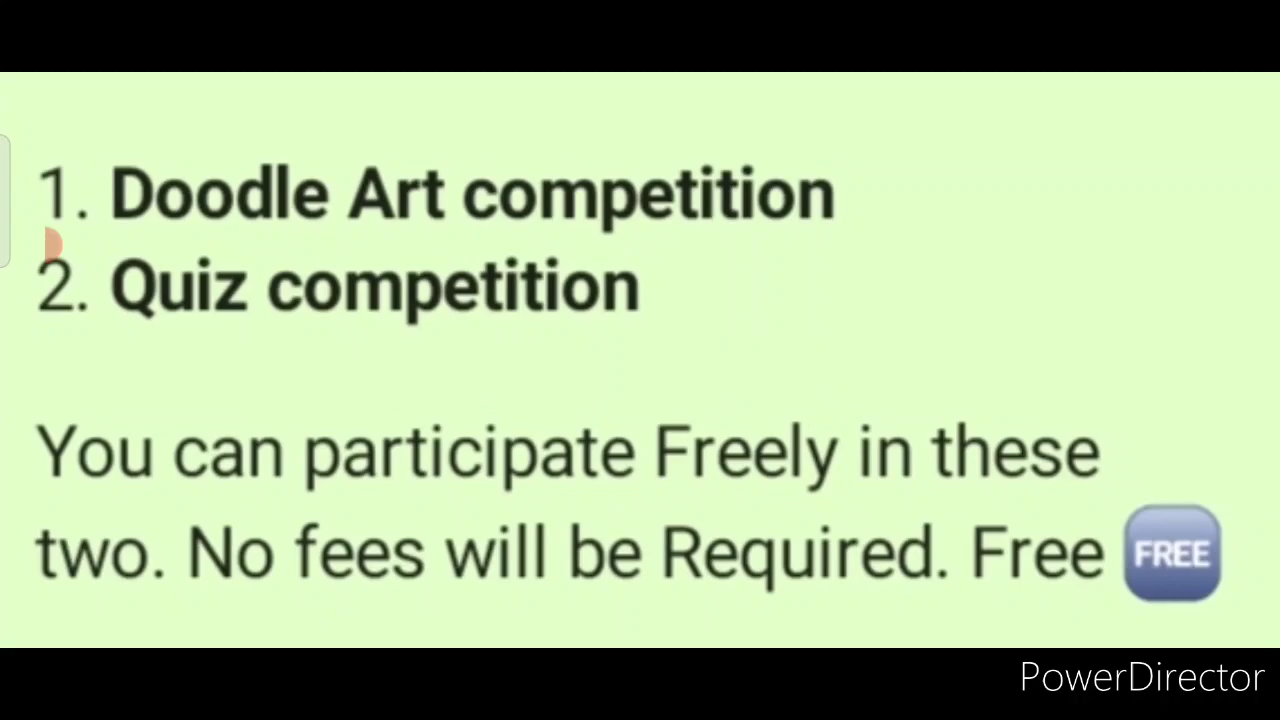 1. Doodle Art competition
2. Quiz competition
You can participate Freely in these
two. No fees will be Required. Free FREE
PowerDirector